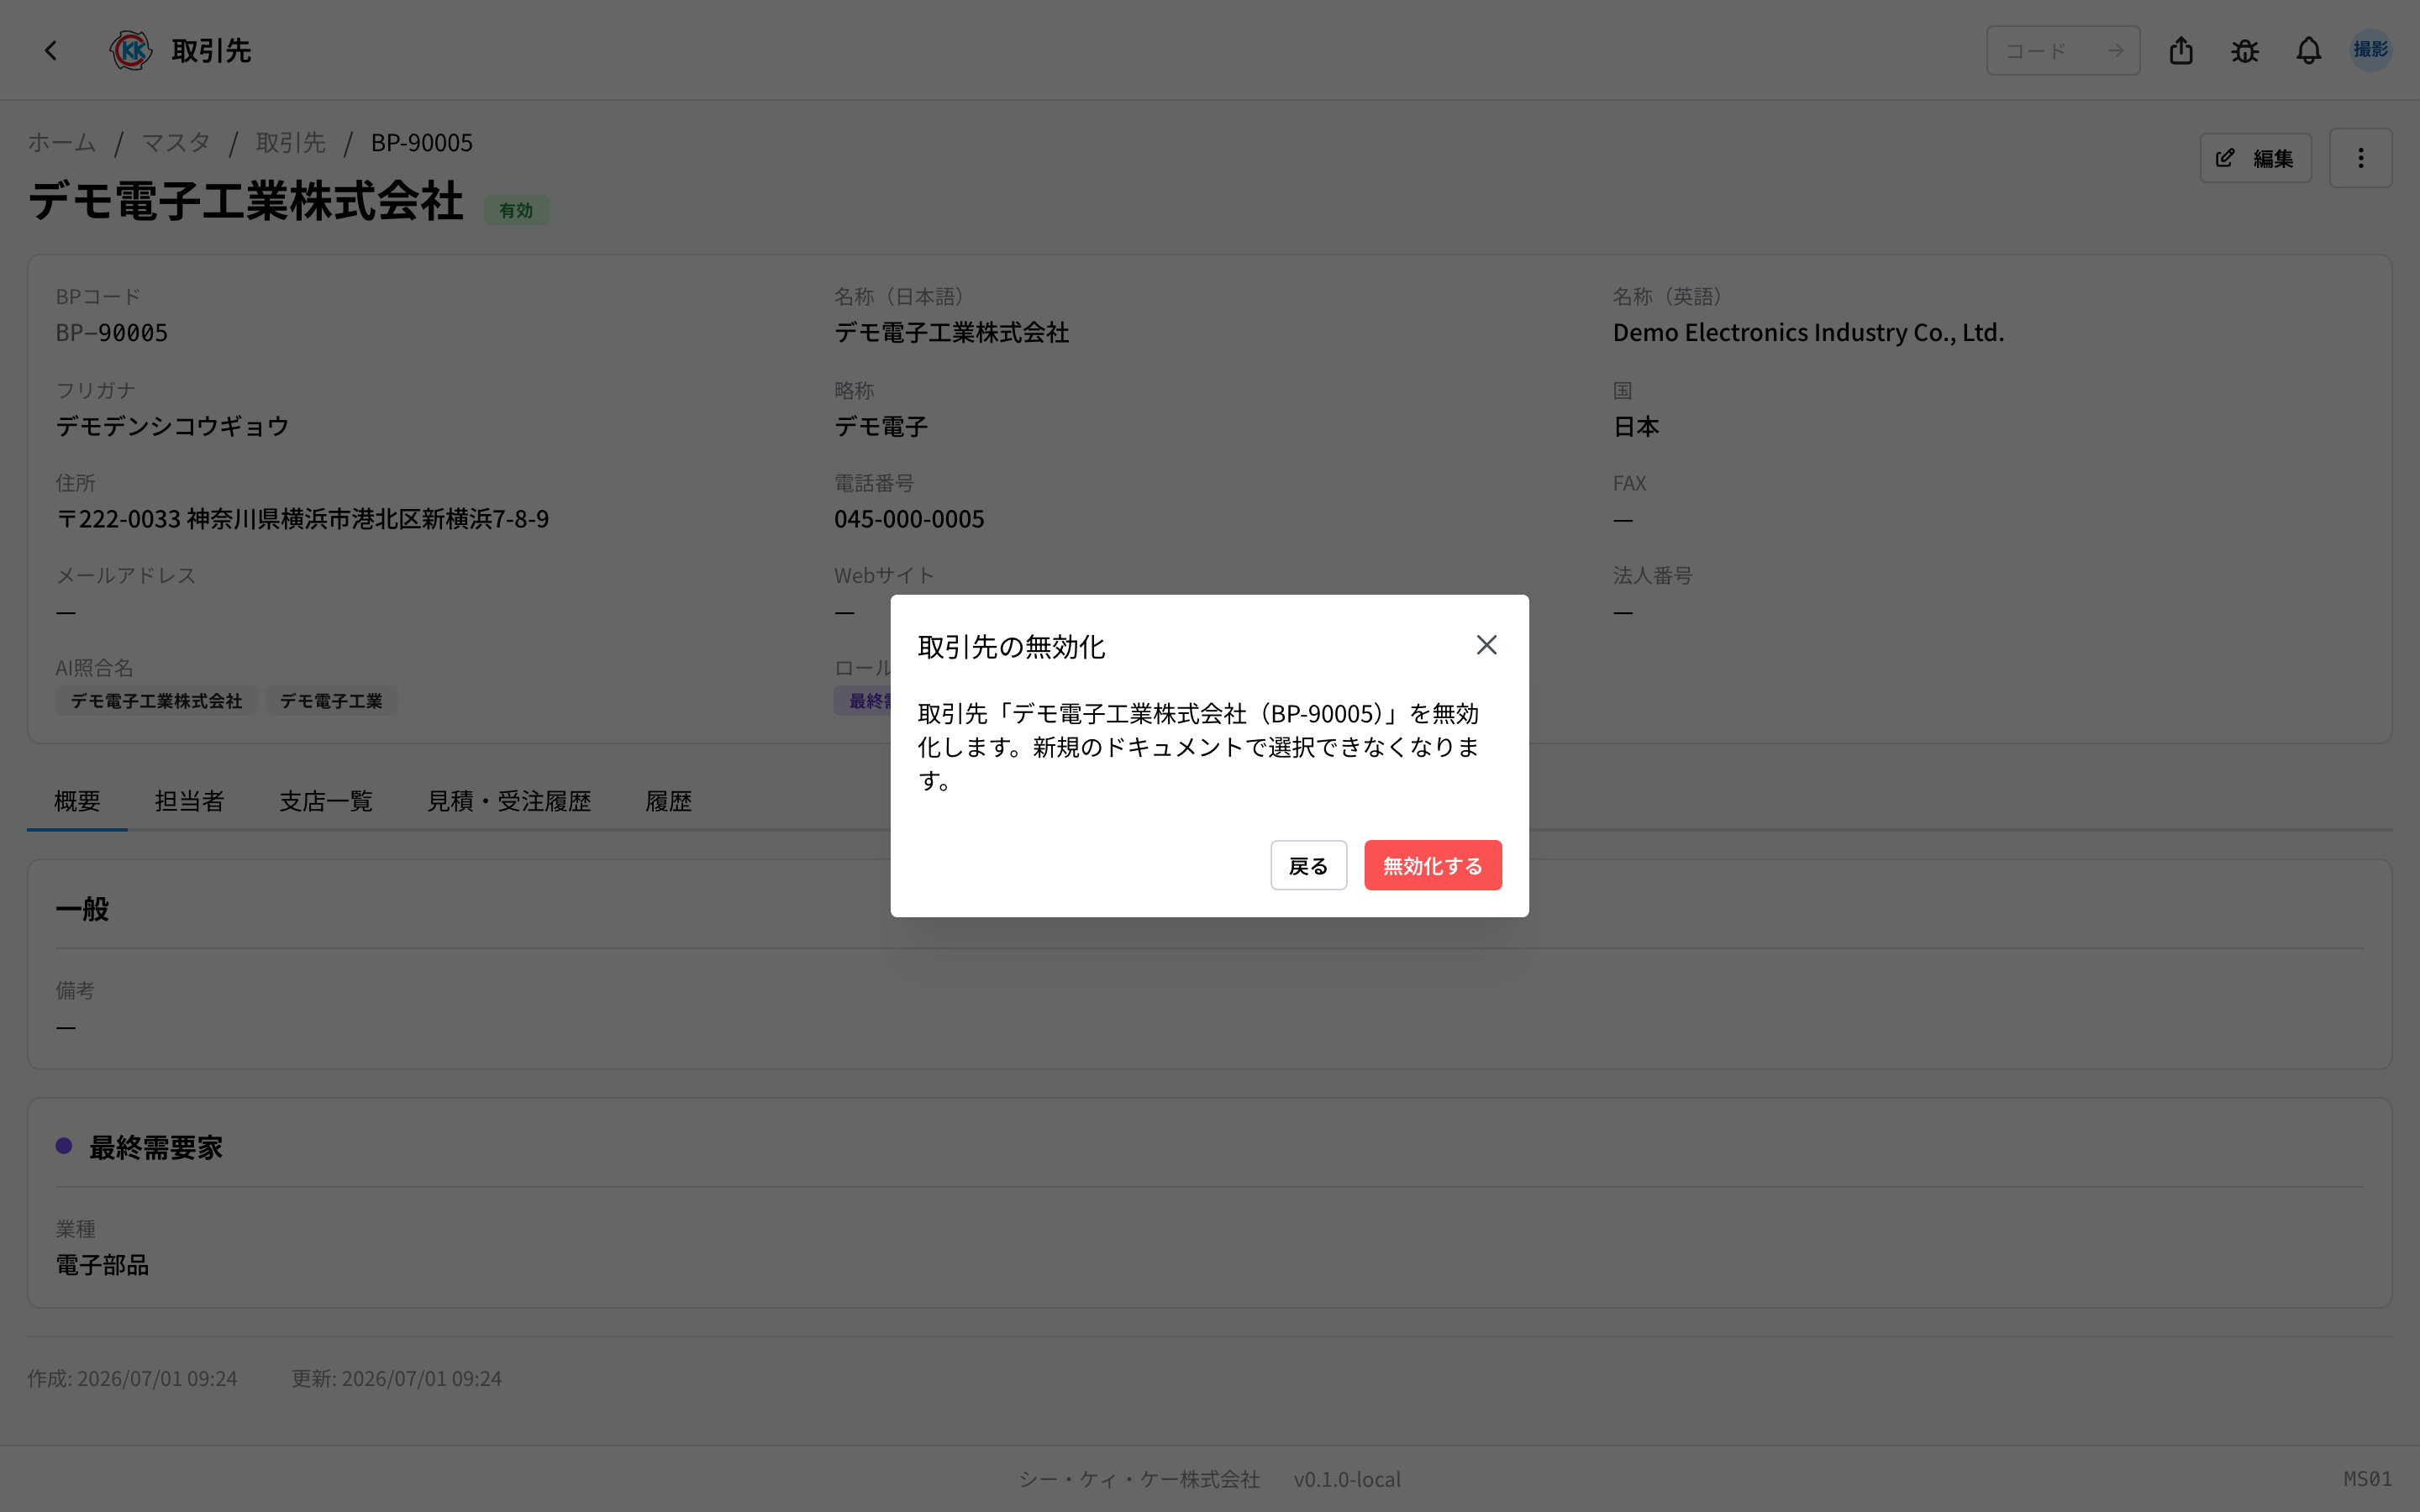 取引先
コード
撮影
ホーム / マスタ / 取引先 / BP-90005
編集
デモ電子工業株式会社 有効
BPコード 名称（日本語） 名称（英語）
BP-90005 デモ電子工業株式会社 Demo Electronics Industry Co., Ltd.
フリガナ 略称 国
デモデンシコウギョウ デモ電子 日本
住所 電話番号 FAX
〒222-0033 神奈川県横浜市港北区新横浜7-8-9 045-000-0005 —
メールアドレス Webサイト 法人番号
— — —
AI照合名 ロール
デモ電子工業株式会社 デモ電子工業 最終
取引先の無効化
取引先「デモ電子工業株式会社（BP-90005）」を無効
化します。新規のドキュメントで選択できなくなりま
す。
戻る 無効化する
概要 担当者 支店一覧 見積・受注履歴 履歴
一般
備考
—
最終需要家
業種
電子部品
作成: 2026/07/01 09:24 更新: 2026/07/01 09:24
シー・ケィ・ケー株式会社 v0.1.0-local MS01